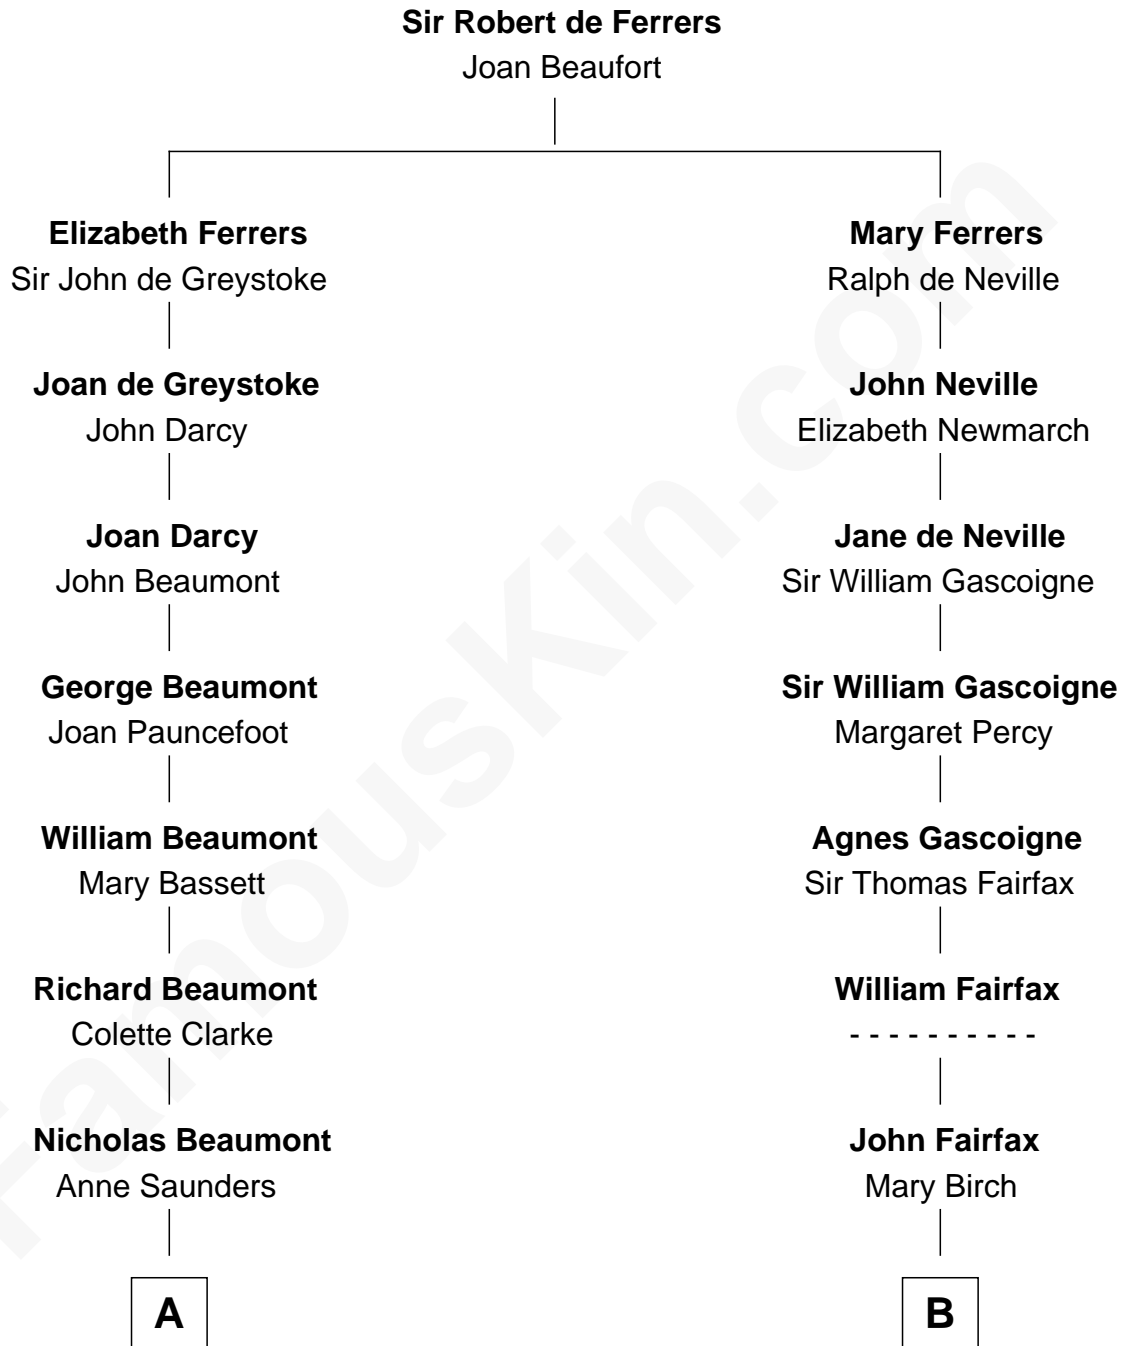 Sir Robert de Ferrers
Joan Beaufort
Elizabeth Ferrers
Sir John de Greystoke
Mary Ferrers
Ralph de Neville
Joan de Greystoke
John Darcy
John Neville
Elizabeth Newmarch
Joan Darcy
John Beaumont
Jane de Neville
Sir William Gascoigne
George Beaumont
Joan Pauncefoot
Sir William Gascoigne
Margaret Percy
William Beaumont
Mary Bassett
Agnes Gascoigne
Sir Thomas Fairfax
Richard Beaumont
Colette Clarke
William Fairfax
- - - - - - - - - -
Nicholas Beaumont
Anne Saunders
John Fairfax
Mary Birch
A
B
FamousKin.com